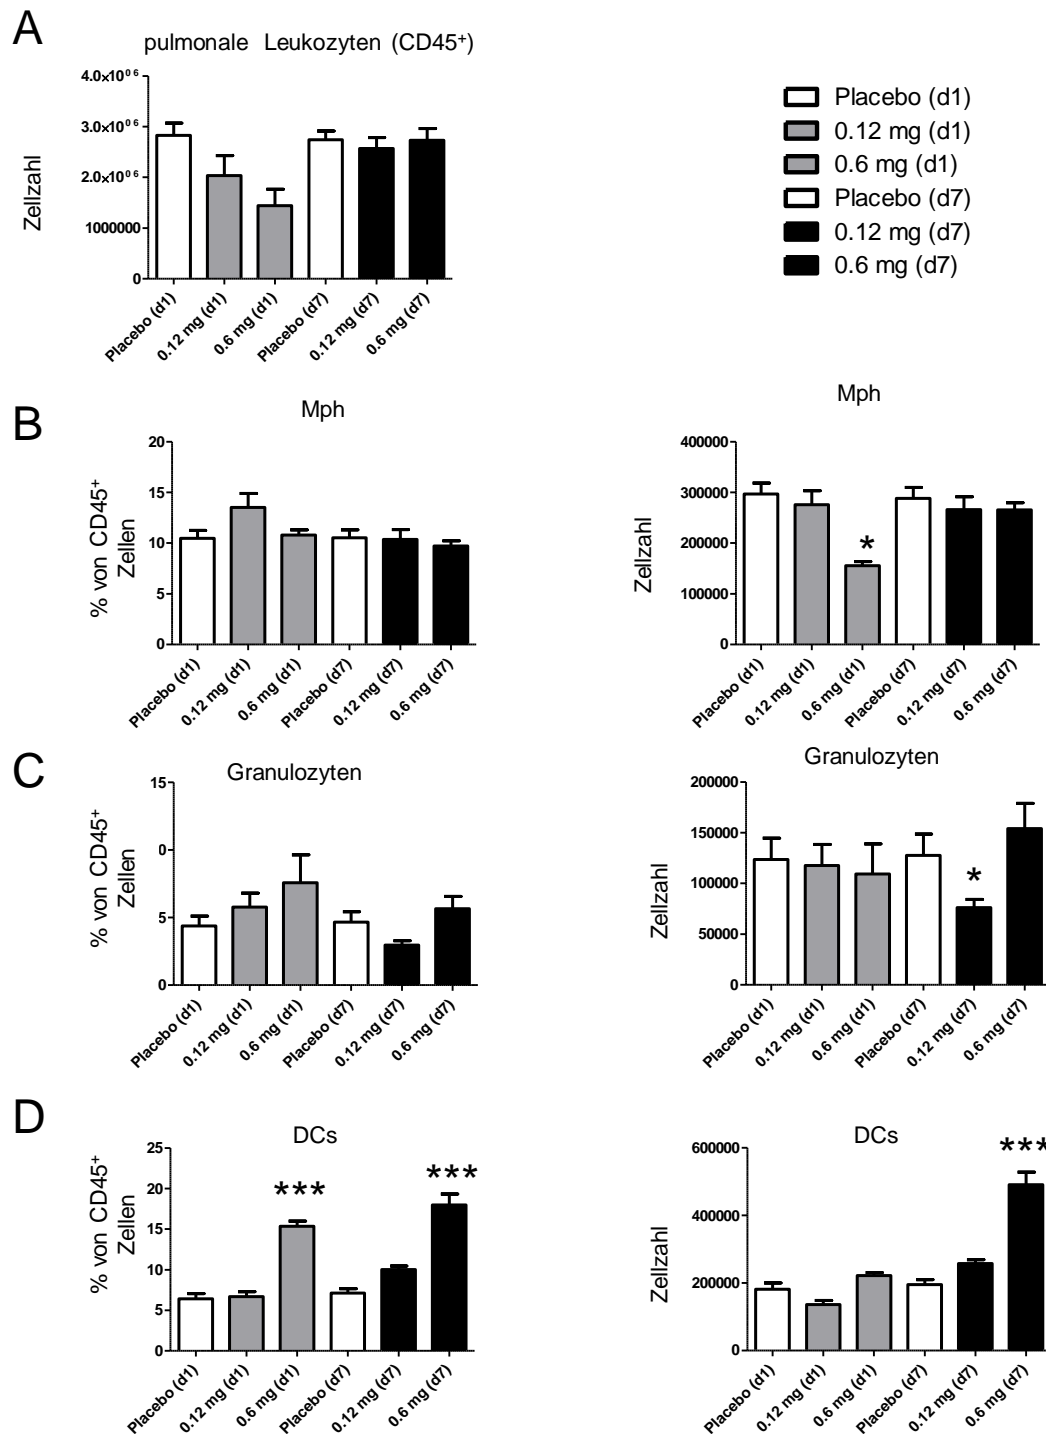 A
pulmonale Leukozyten (CD45+)
4.0×10^06
3.0×10^06
2.0×10^06
1000000
0
Zellzahl
Placebo (d1)
0.12 mg (d1)
0.6 mg (d1)
Placebo (d7)
0.12 mg (d7)
0.6 mg (d7)
Placebo (d1)
0.12 mg (d1)
0.6 mg (d1)
Placebo (d7)
0.12 mg (d7)
0.6 mg (d7)
B
Mph
20
15
10
5
0
% von CD45+
Zellen
Placebo (d1)
0.12 mg (d1)
0.6 mg (d1)
Placebo (d7)
0.12 mg (d7)
0.6 mg (d7)
Mph
400000
300000
200000
100000
0
Zellzahl
*
Placebo (d1)
0.12 mg (d1)
0.6 mg (d1)
Placebo (d7)
0.12 mg (d7)
0.6 mg (d7)
C
Granulozyten
15
0
5
0
% von CD45+
Zellen
Placebo (d1)
0.12 mg (d1)
0.6 mg (d1)
Placebo (d7)
0.12 mg (d7)
0.6 mg (d7)
Granulozyten
200000
150000
100000
50000
0
Zellzahl
*
Placebo (d1)
0.12 mg (d1)
0.6 mg (d1)
Placebo (d7)
0.12 mg (d7)
0.6 mg (d7)
D
DCs
25
20
15
10
5
0
% von CD45+
Zellen
***
***
Placebo (d1)
0.12 mg (d1)
0.6 mg (d1)
Placebo (d7)
0.12 mg (d7)
0.6 mg (d7)
DCs
600000
400000
200000
0
Zellzahl
***
Placebo (d1)
0.12 mg (d1)
0.6 mg (d1)
Placebo (d7)
0.12 mg (d7)
0.6 mg (d7)